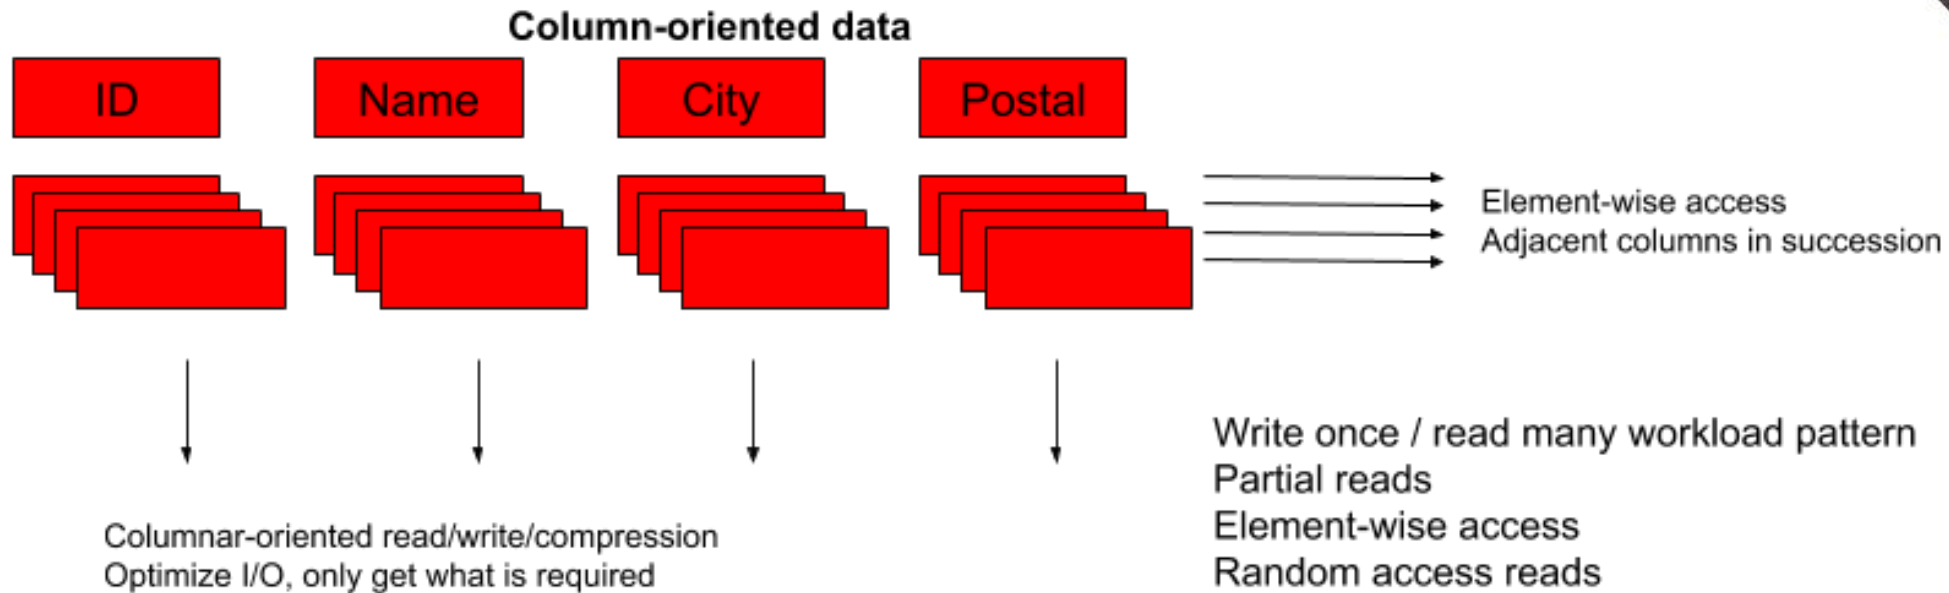 Column-oriented data
ID
Name
City
Postal
Element-wise access
Adjacent columns in succession
Columnar-oriented read/write/compression
Optimize I/O, only get what is required
Write once / read many workload pattern
Partial reads
Element-wise access
Random access reads